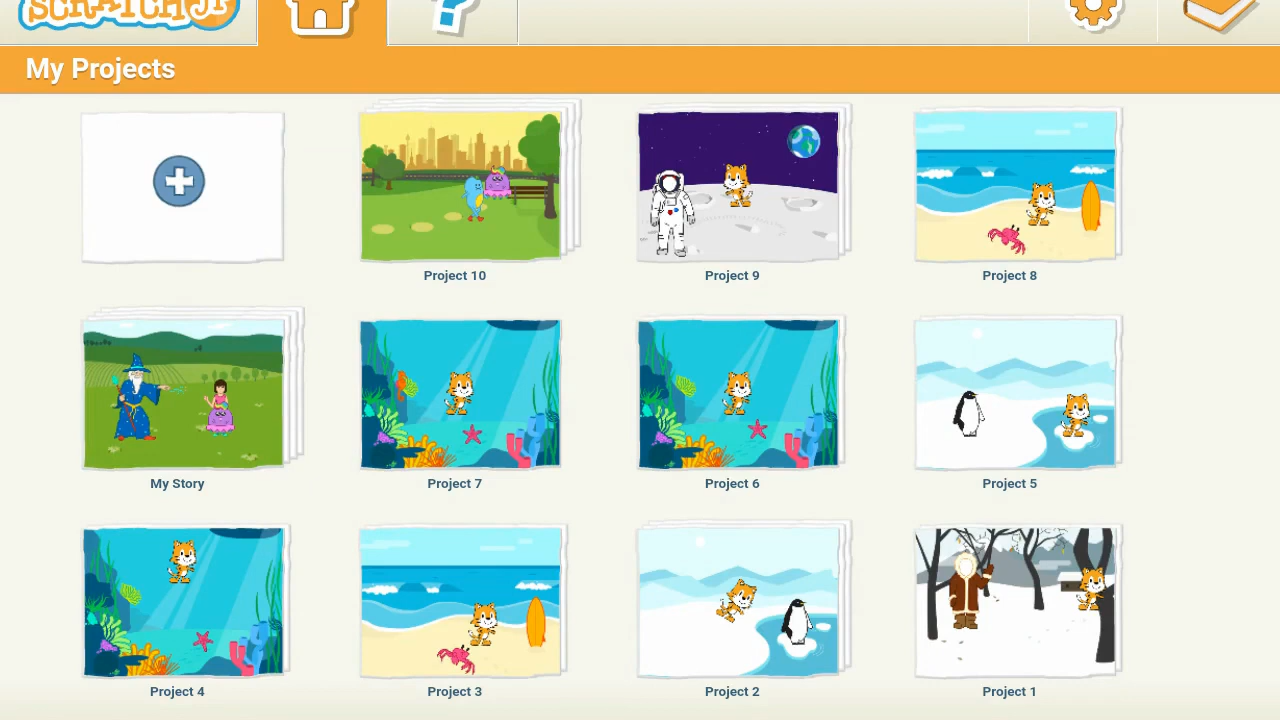 SCRATCHJr
My Projects
Project 10
Project 9
Project 8
My Story
Project 7
Project 6
Project 5
Project 4
Project 3
Project 2
Project 1